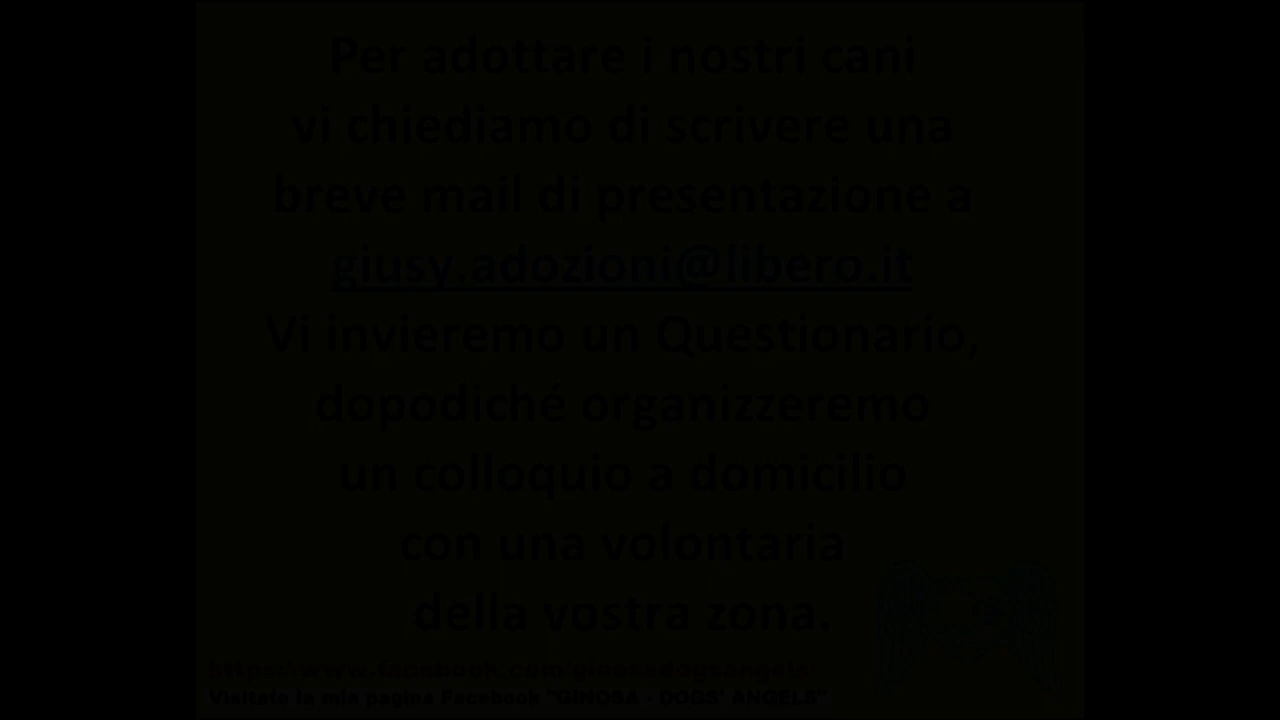 Per adottare i nostri cani
vi chiediamo di scrivere una
breve mail di presentazione a
giusy.adozioni@libero.it
Vi invieremo un Questionario,
dopodiché organizzeremo
un colloquio a domicilio
con una volontaria
della vostra zona.
https:\\www.facebook.com/ginosadogsangels
Visitate la mia pagina Facebook "GINOSA - DOGS' ANGELS"